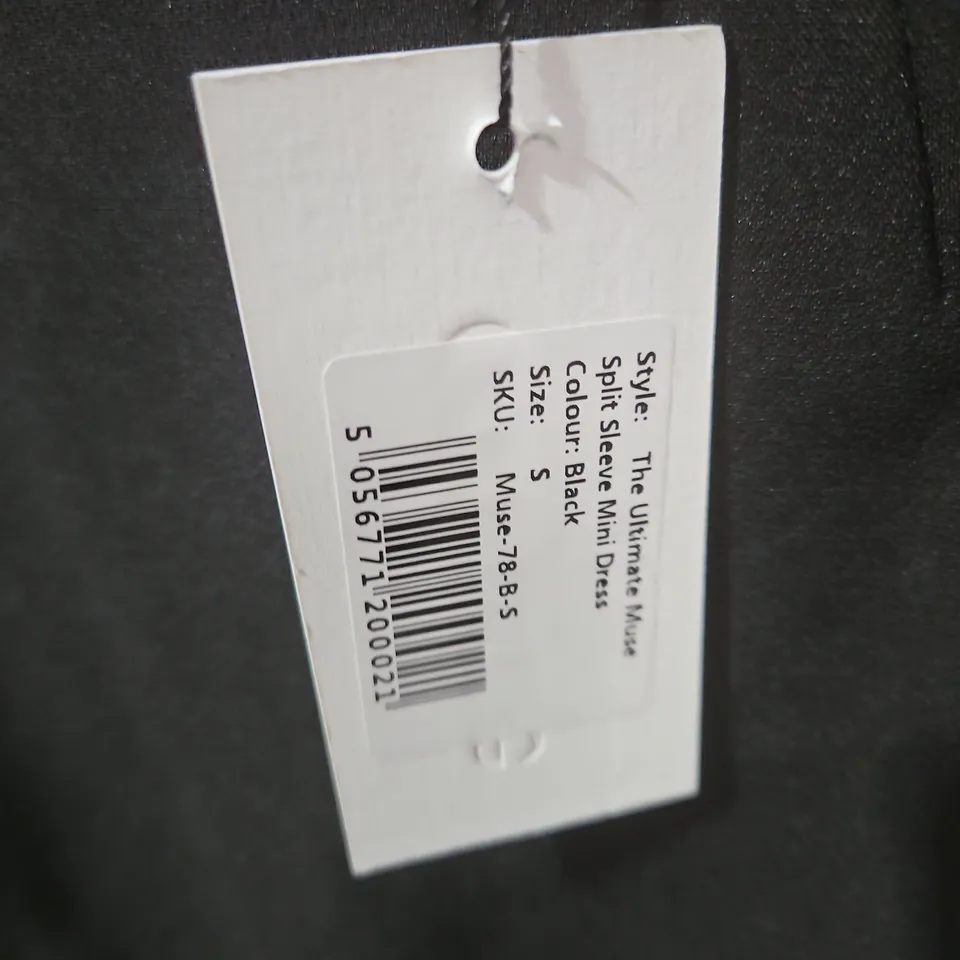 Style: The Ultimate Muse
Split Sleeve Mini Dress
Colour: Black
Size: S
SKU: Muse-78-B-S
5 056771 200021